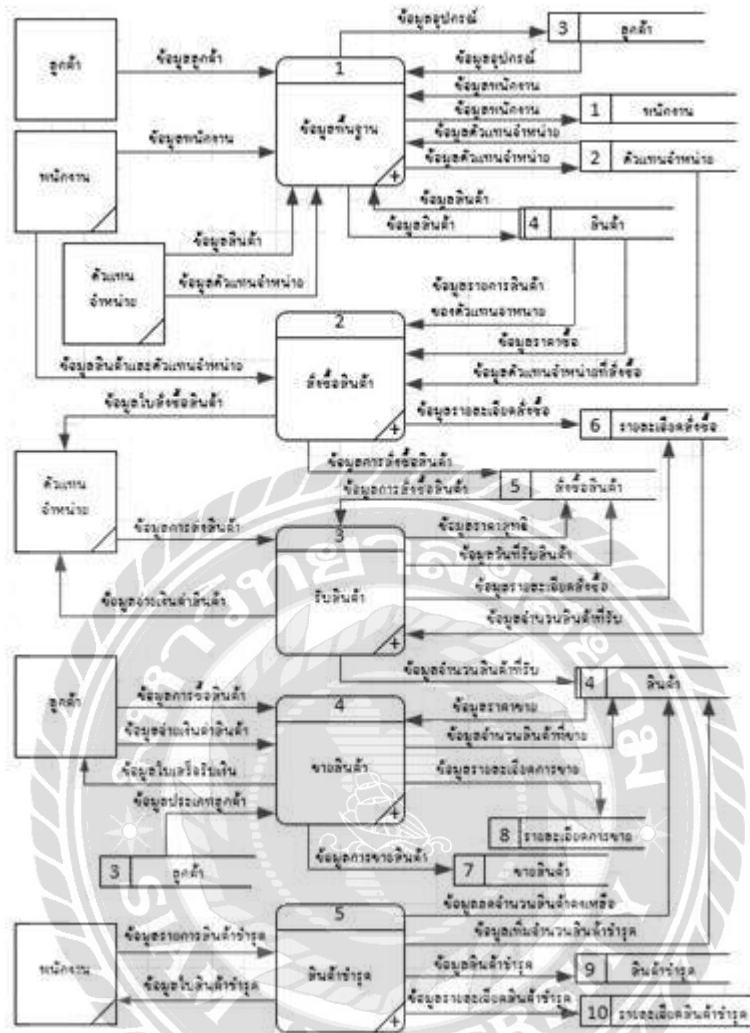 ข้อมูลอุปกรณ์
3 ลูกค้า
ลูกค้า
ข้อมูลลูกค้า
1
ข้อมูลอุปกรณ์
ข้อมูลพนักงาน
ข้อมูลพื้นฐาน
ข้อมูลพนักงาน
1 พนักงาน
พนักงาน
ข้อมูลพนักงาน
ข้อมูลตัวแทนจำหน่าย
ข้อมูลตัวแทนจำหน่าย
2 ตัวแทนจำหน่าย
+
ข้อมูลสินค้า
ข้อมูลสินค้า
4 สินค้า
ตัวแทน
จำหน่าย
ข้อมูลสินค้า
ข้อมูลตัวแทนจำหน่าย
ข้อมูลรายการสินค้า
ของตัวแทนจำหน่าย
2
ข้อมูลราคาซื้อ
ข้อมูลสินค้าและตัวแทนจำหน่าย
สั่งซื้อสินค้า
ข้อมูลตัวแทนจำหน่ายที่สั่งซื้อ
ข้อมูลใบสั่งซื้อสินค้า
+
ข้อมูลรายละเอียดสั่งซื้อ
6 รายละเอียดสั่งซื้อ
ข้อมูลการสั่งซื้อสินค้า
ข้อมูลการสั่งซื้อสินค้า
5 สั่งซื้อสินค้า
ตัวแทน
จำหน่าย
ข้อมูลการส่งสินค้า
3
ข้อมูลราคาสุทธิ
ข้อมูลวันที่รับสินค้า
รับสินค้า
ข้อมูลรายละเอียดสั่งซื้อ
ข้อมูลจ่ายเงินค่าสินค้า
ข้อมูลจำนวนสินค้าที่รับ
+
ข้อมูลจำนวนสินค้าที่รับ
4 สินค้า
ลูกค้า
ข้อมูลการซื้อสินค้า
4
ข้อมูลราคาขาย
ข้อมูลจ่ายเงินค่าสินค้า
ขายสินค้า
ข้อมูลจำนวนสินค้าที่ขาย
ข้อมูลใบเสร็จรับเงิน
ข้อมูลรายละเอียดการขาย
ข้อมูลประเภทลูกค้า
+
8 รายละเอียดการขาย
3 ลูกค้า
ข้อมูลการขายสินค้า
7 ขายสินค้า
5
ข้อมูลลดจำนวนสินค้าคงเหลือ
ข้อมูลเพิ่มจำนวนสินค้าชำรุด
พนักงาน
ข้อมูลรายการสินค้าชำรุด
สินค้าชำรุด
ข้อมูลสินค้าชำรุด
9 สินค้าชำรุด
ข้อมูลใบสินค้าชำรุด
+
ข้อมูลรายละเอียดสินค้าชำรุด
10 รายละเอียดสินค้าชำรุด